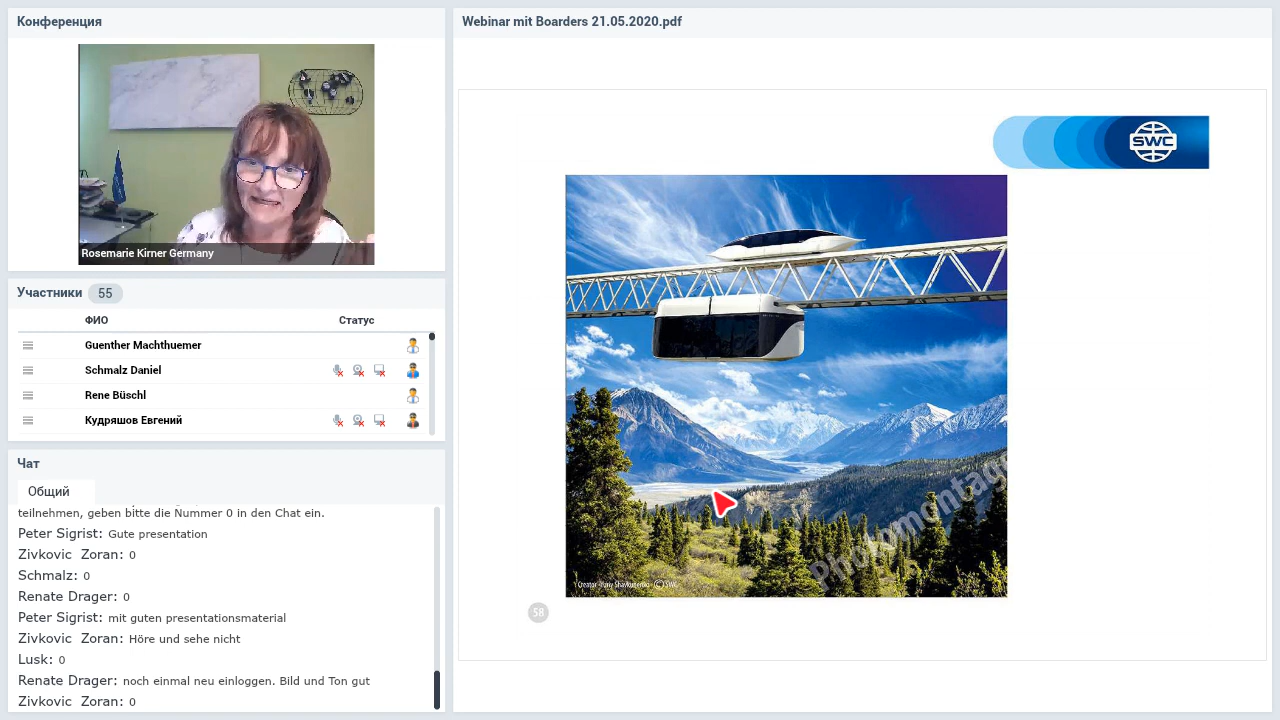 Конференция
Rosemarie Kirner Germany
Участники 55
ФИО Статус
Guenther Machthuemer
Schmalz Daniel
Rene Büschl
Кудряшов Евгений
Чат
Общий
teilnehmen, geben bitte die Nummer 0 in den Chat ein.
Peter Sigrist: Gute presentation
Zivkovic Zoran: 0
Schmalz: 0
Renate Drager: 0
Peter Sigrist: mit guten presentationsmaterial
Zivkovic Zoran: Höre und sehe nicht
Lusk: 0
Renate Drager: noch einmal neu einloggen. Bild und Ton gut
Zivkovic Zoran: 0
Webinar mit Boarders 21.05.2020.pdf
SWC
Photomontage
Creator © SWC
58